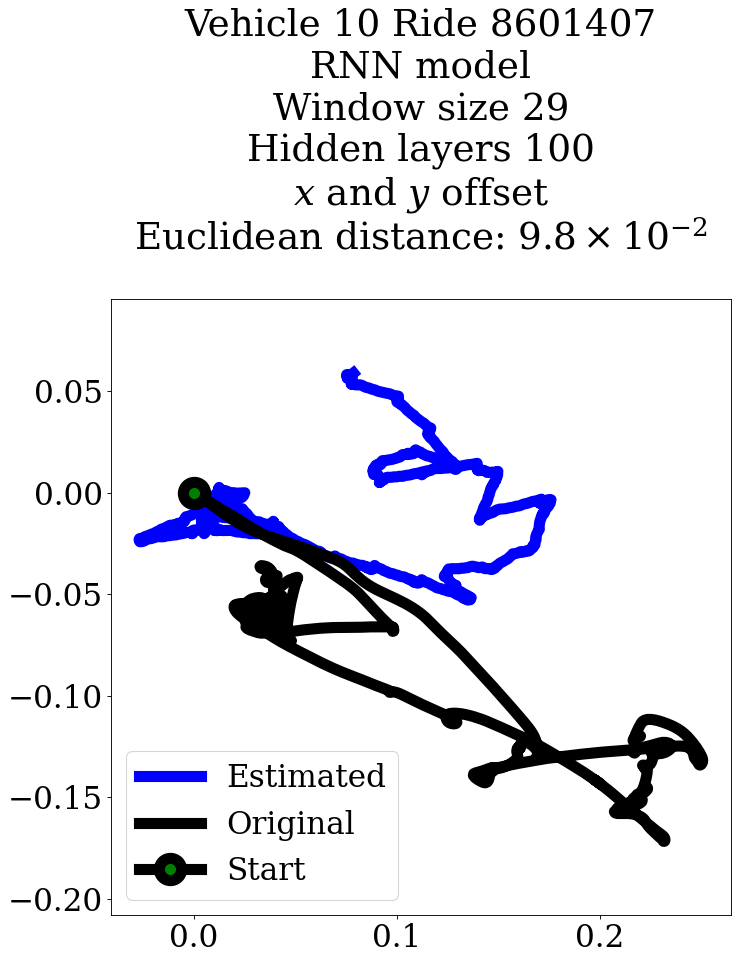 Vehicle 10 Ride 8601407
RNN model
Window size 29
Hidden layers 100
x and y offset
Euclidean distance: 9.8 × 10⁻²
0.05
0.00
−0.05
−0.10
−0.15
−0.20
Estimated
Original
Start
0.0 0.1 0.2